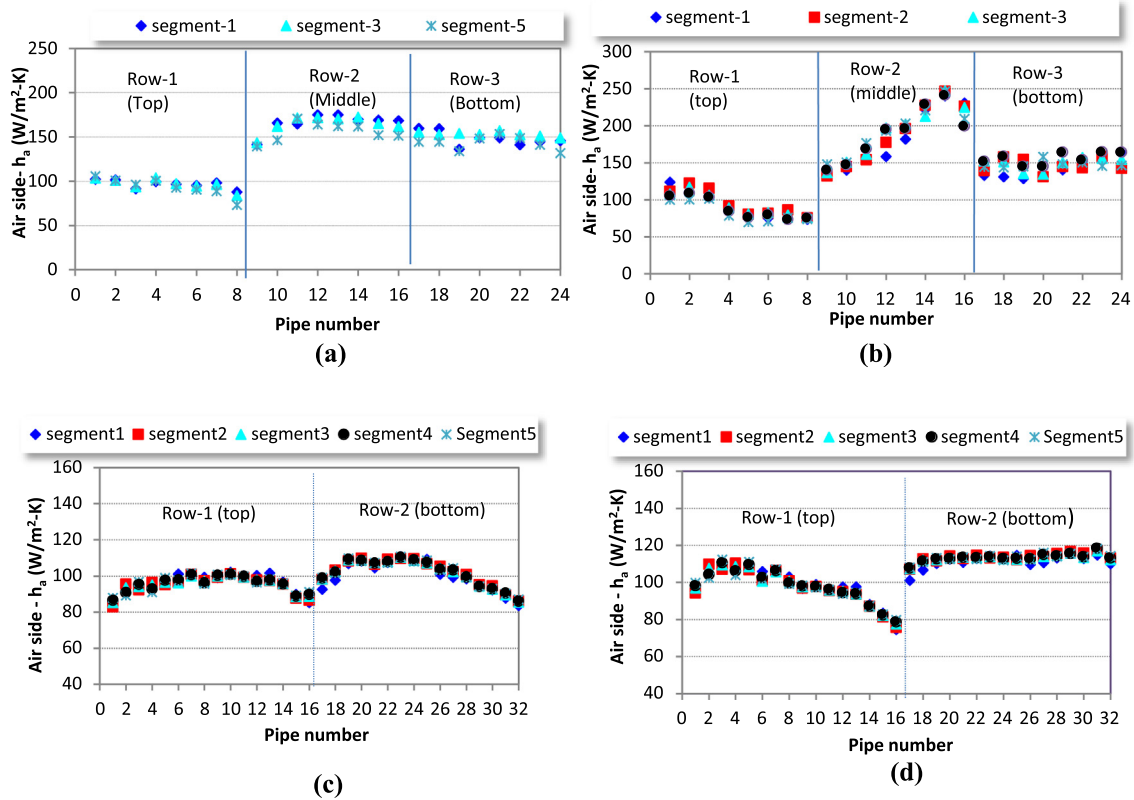 segment-1 segment-3 segment-5
Air side- ha (W/m2-K)
250
200
150
100
50
0
Row-1
(Top)
Row-2
(Middle)
Row-3
(Bottom)
0 2 4 6 8 10 12 14 16 18 20 22 24
Pipe number
(a)
segment-1 segment-2 segment-3
Air side- ha (W/m2-K)
300
250
200
150
100
50
0
Row-1
(top)
Row-2
(middle)
Row-3
(bottom)
0 2 4 6 8 10 12 14 16 18 20 22 24
Pipe number
(b)
segment1 segment2 segment3 segment4 Segment5
Air side - ha (W/m2-K)
160
140
120
100
80
60
40
Row-1 (top)
Row-2 (bottom)
0 2 4 6 8 10 12 14 16 18 20 22 24 26 28 30 32
Pipe number
(c)
segment1 segment2 segment3 segment4 Segment5
Air side - ha (W/m2-K)
160
140
120
100
80
60
40
Row-1 (top)
Row-2 (bottom)
0 2 4 6 8 10 12 14 16 18 20 22 24 26 28 30 32
Pipe number
(d)